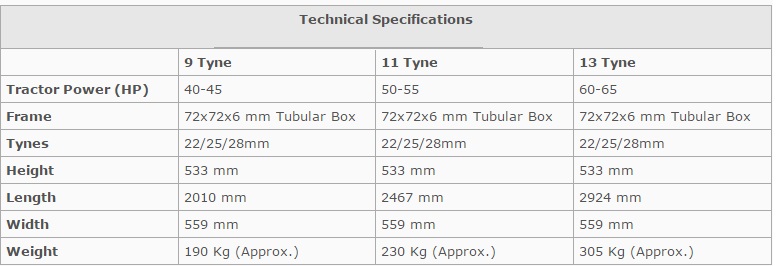 Technical Specifications
9 Tyne 11 Tyne 13 Tyne
Tractor Power (HP) 40-45 50-55 60-65
Frame 72x72x6 mm Tubular Box 72x72x6 mm Tubular Box 72x72x6 mm Tubular Box
Tynes 22/25/28mm 22/25/28mm 22/25/28mm
Height 533 mm 533 mm 533 mm
Length 2010 mm 2467 mm 2924 mm
Width 559 mm 559 mm 559 mm
Weight 190 Kg (Approx.) 230 Kg (Approx.) 305 Kg (Approx.)